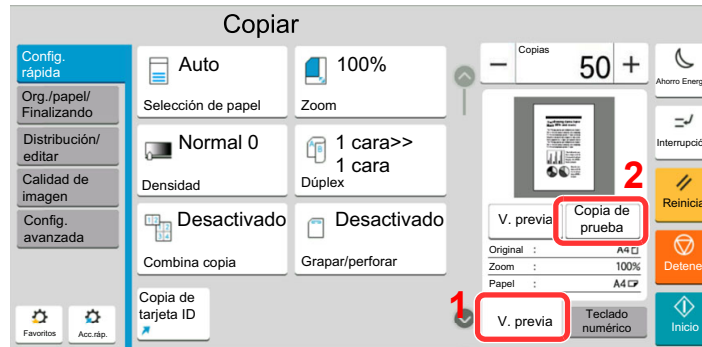 Copiar
Config.
rápida
Org./papel/
Finalizando
Distribución/
editar
Calidad de
imagen
Config.
avanzada
Favoritos
Acc.ráp.
Auto
Selección de papel
100%
Zoom
Normal 0
Densidad
1 cara>>
1 cara
Dúplex
Desactivado
Combina copia
Desactivado
Grapar/perforar
Copia de
tarjeta ID
Copias
50
2
V. previa
Copia de
prueba
Original : A4
Zoom : 100%
Papel : A4
1
V. previa
Teclado
numérico
Ahorro Energ
Interrupció
Reinicia
Detene
Inicio